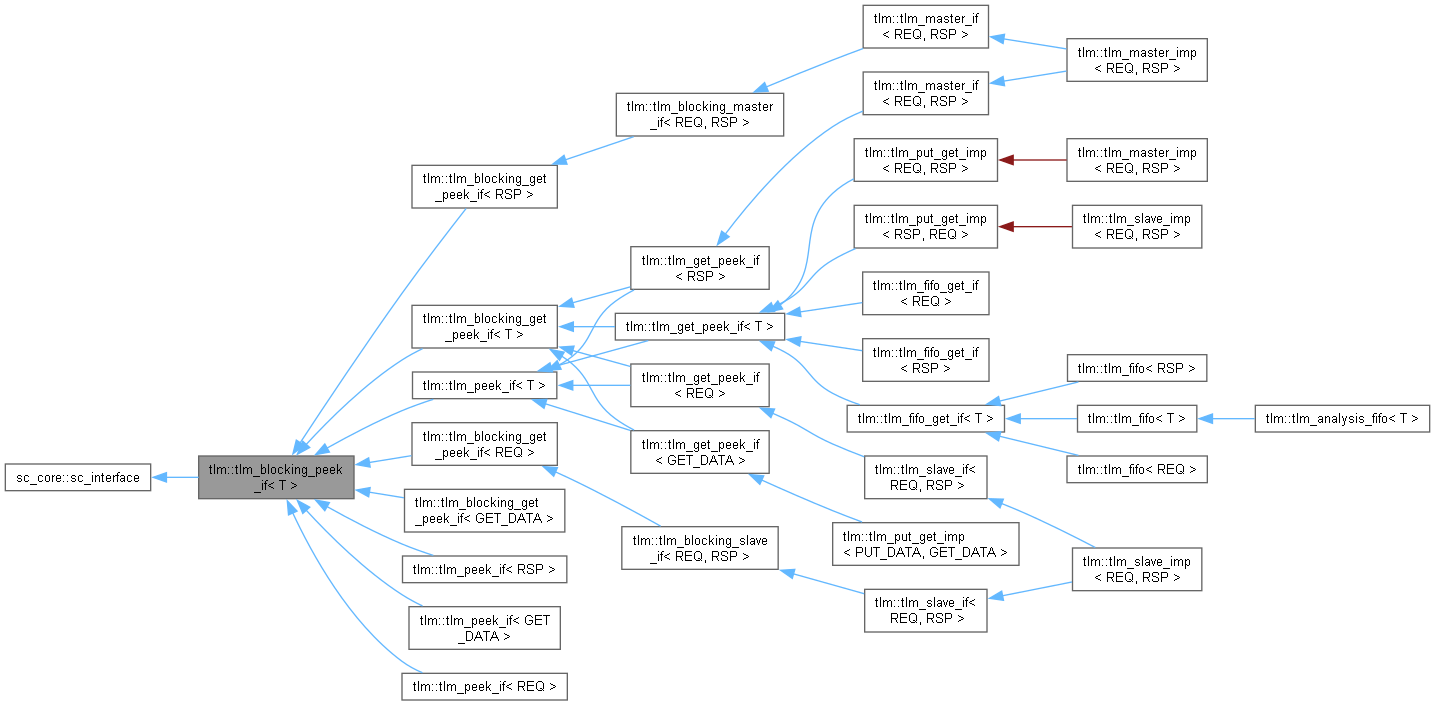 sc_core::sc_interface
tlm::tlm_blocking_peek
_if< T >
tlm::tlm_blocking_get
_peek_if< RSP >
tlm::tlm_blocking_get
_peek_if< T >
tlm::tlm_peek_if< T >
tlm::tlm_blocking_get
_peek_if< REQ >
tlm::tlm_blocking_get
_peek_if< GET_DATA >
tlm::tlm_peek_if< RSP >
tlm::tlm_peek_if< GET
_DATA >
tlm::tlm_peek_if< REQ >
tlm::tlm_blocking_master
_if< REQ, RSP >
tlm::tlm_get_peek_if
< RSP >
tlm::tlm_get_peek_if< T >
tlm::tlm_get_peek_if
< REQ >
tlm::tlm_get_peek_if
< GET_DATA >
tlm::tlm_blocking_slave
_if< REQ, RSP >
tlm::tlm_master_if
< REQ, RSP >
tlm::tlm_master_if
< REQ, RSP >
tlm::tlm_put_get_imp
< REQ, RSP >
tlm::tlm_put_get_imp
< RSP, REQ >
tlm::tlm_fifo_get_if
< REQ >
tlm::tlm_fifo_get_if
< RSP >
tlm::tlm_fifo_get_if< T >
tlm::tlm_slave_if<
REQ, RSP >
tlm::tlm_put_get_imp
< PUT_DATA, GET_DATA >
tlm::tlm_slave_if<
REQ, RSP >
tlm::tlm_master_imp
< REQ, RSP >
tlm::tlm_master_imp
< REQ, RSP >
tlm::tlm_slave_imp
< REQ, RSP >
tlm::tlm_fifo< RSP >
tlm::tlm_fifo< T >
tlm::tlm_fifo< REQ >
tlm::tlm_slave_imp
< REQ, RSP >
tlm::tlm_analysis_fifo< T >